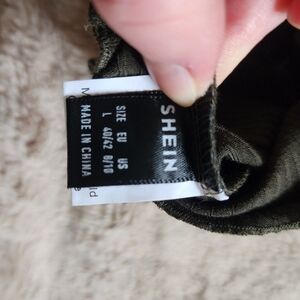 SHEIN
SIZE EU US
L 40/42 8/10
MADE IN CHINA